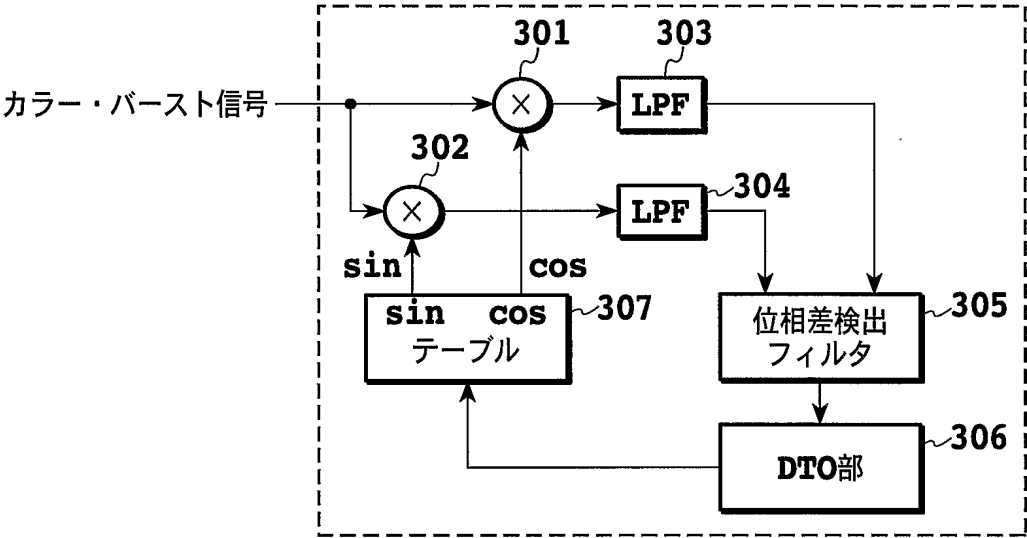 301
303
カラー・バースト信号
×
LPF
302
304
×
LPF
sin
cos
sin cos
テーブル
307
305
位相差検出
フィルタ
306
DTO部